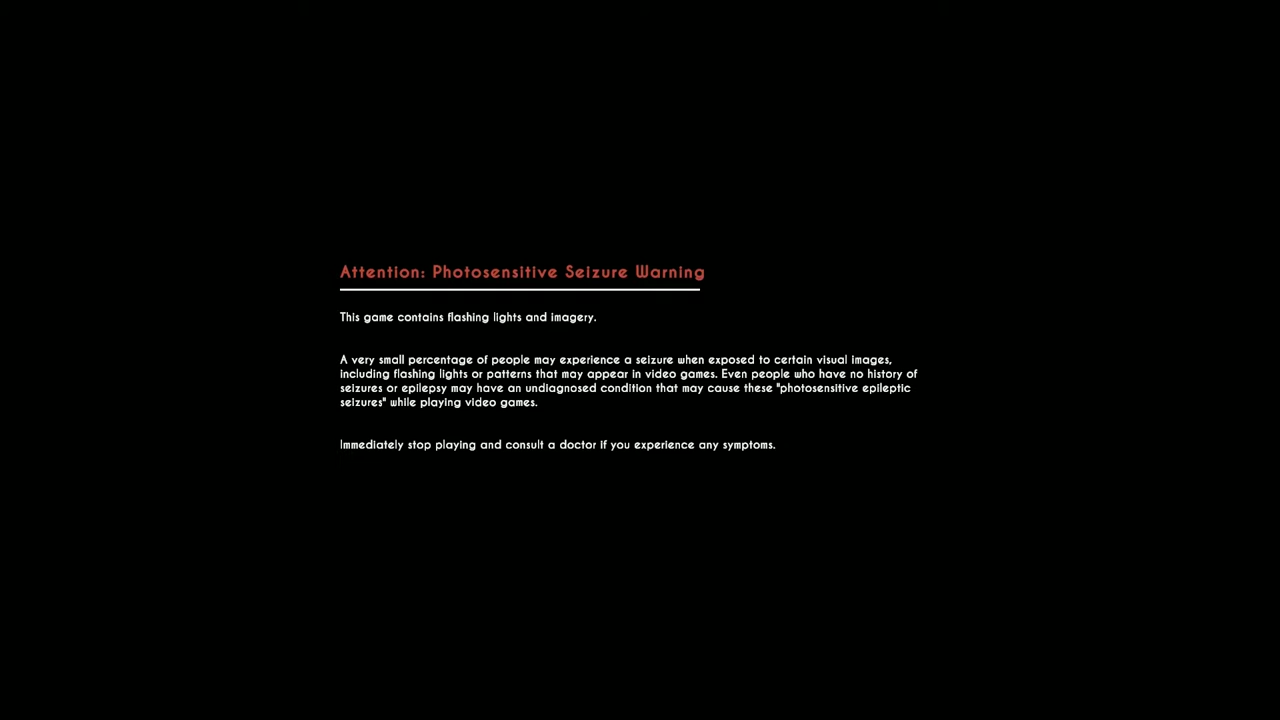 Attention: Photosensitive Seizure Warning
This game contains flashing lights and imagery.
A very small percentage of people may experience a seizure when exposed to certain visual images,
including flashing lights or patterns that may appear in video games. Even people who have no history of
seizures or epilepsy may have an undiagnosed condition that may cause these "photosensitive epileptic
seizures" while playing video games.
Immediately stop playing and consult a doctor if you experience any symptoms.